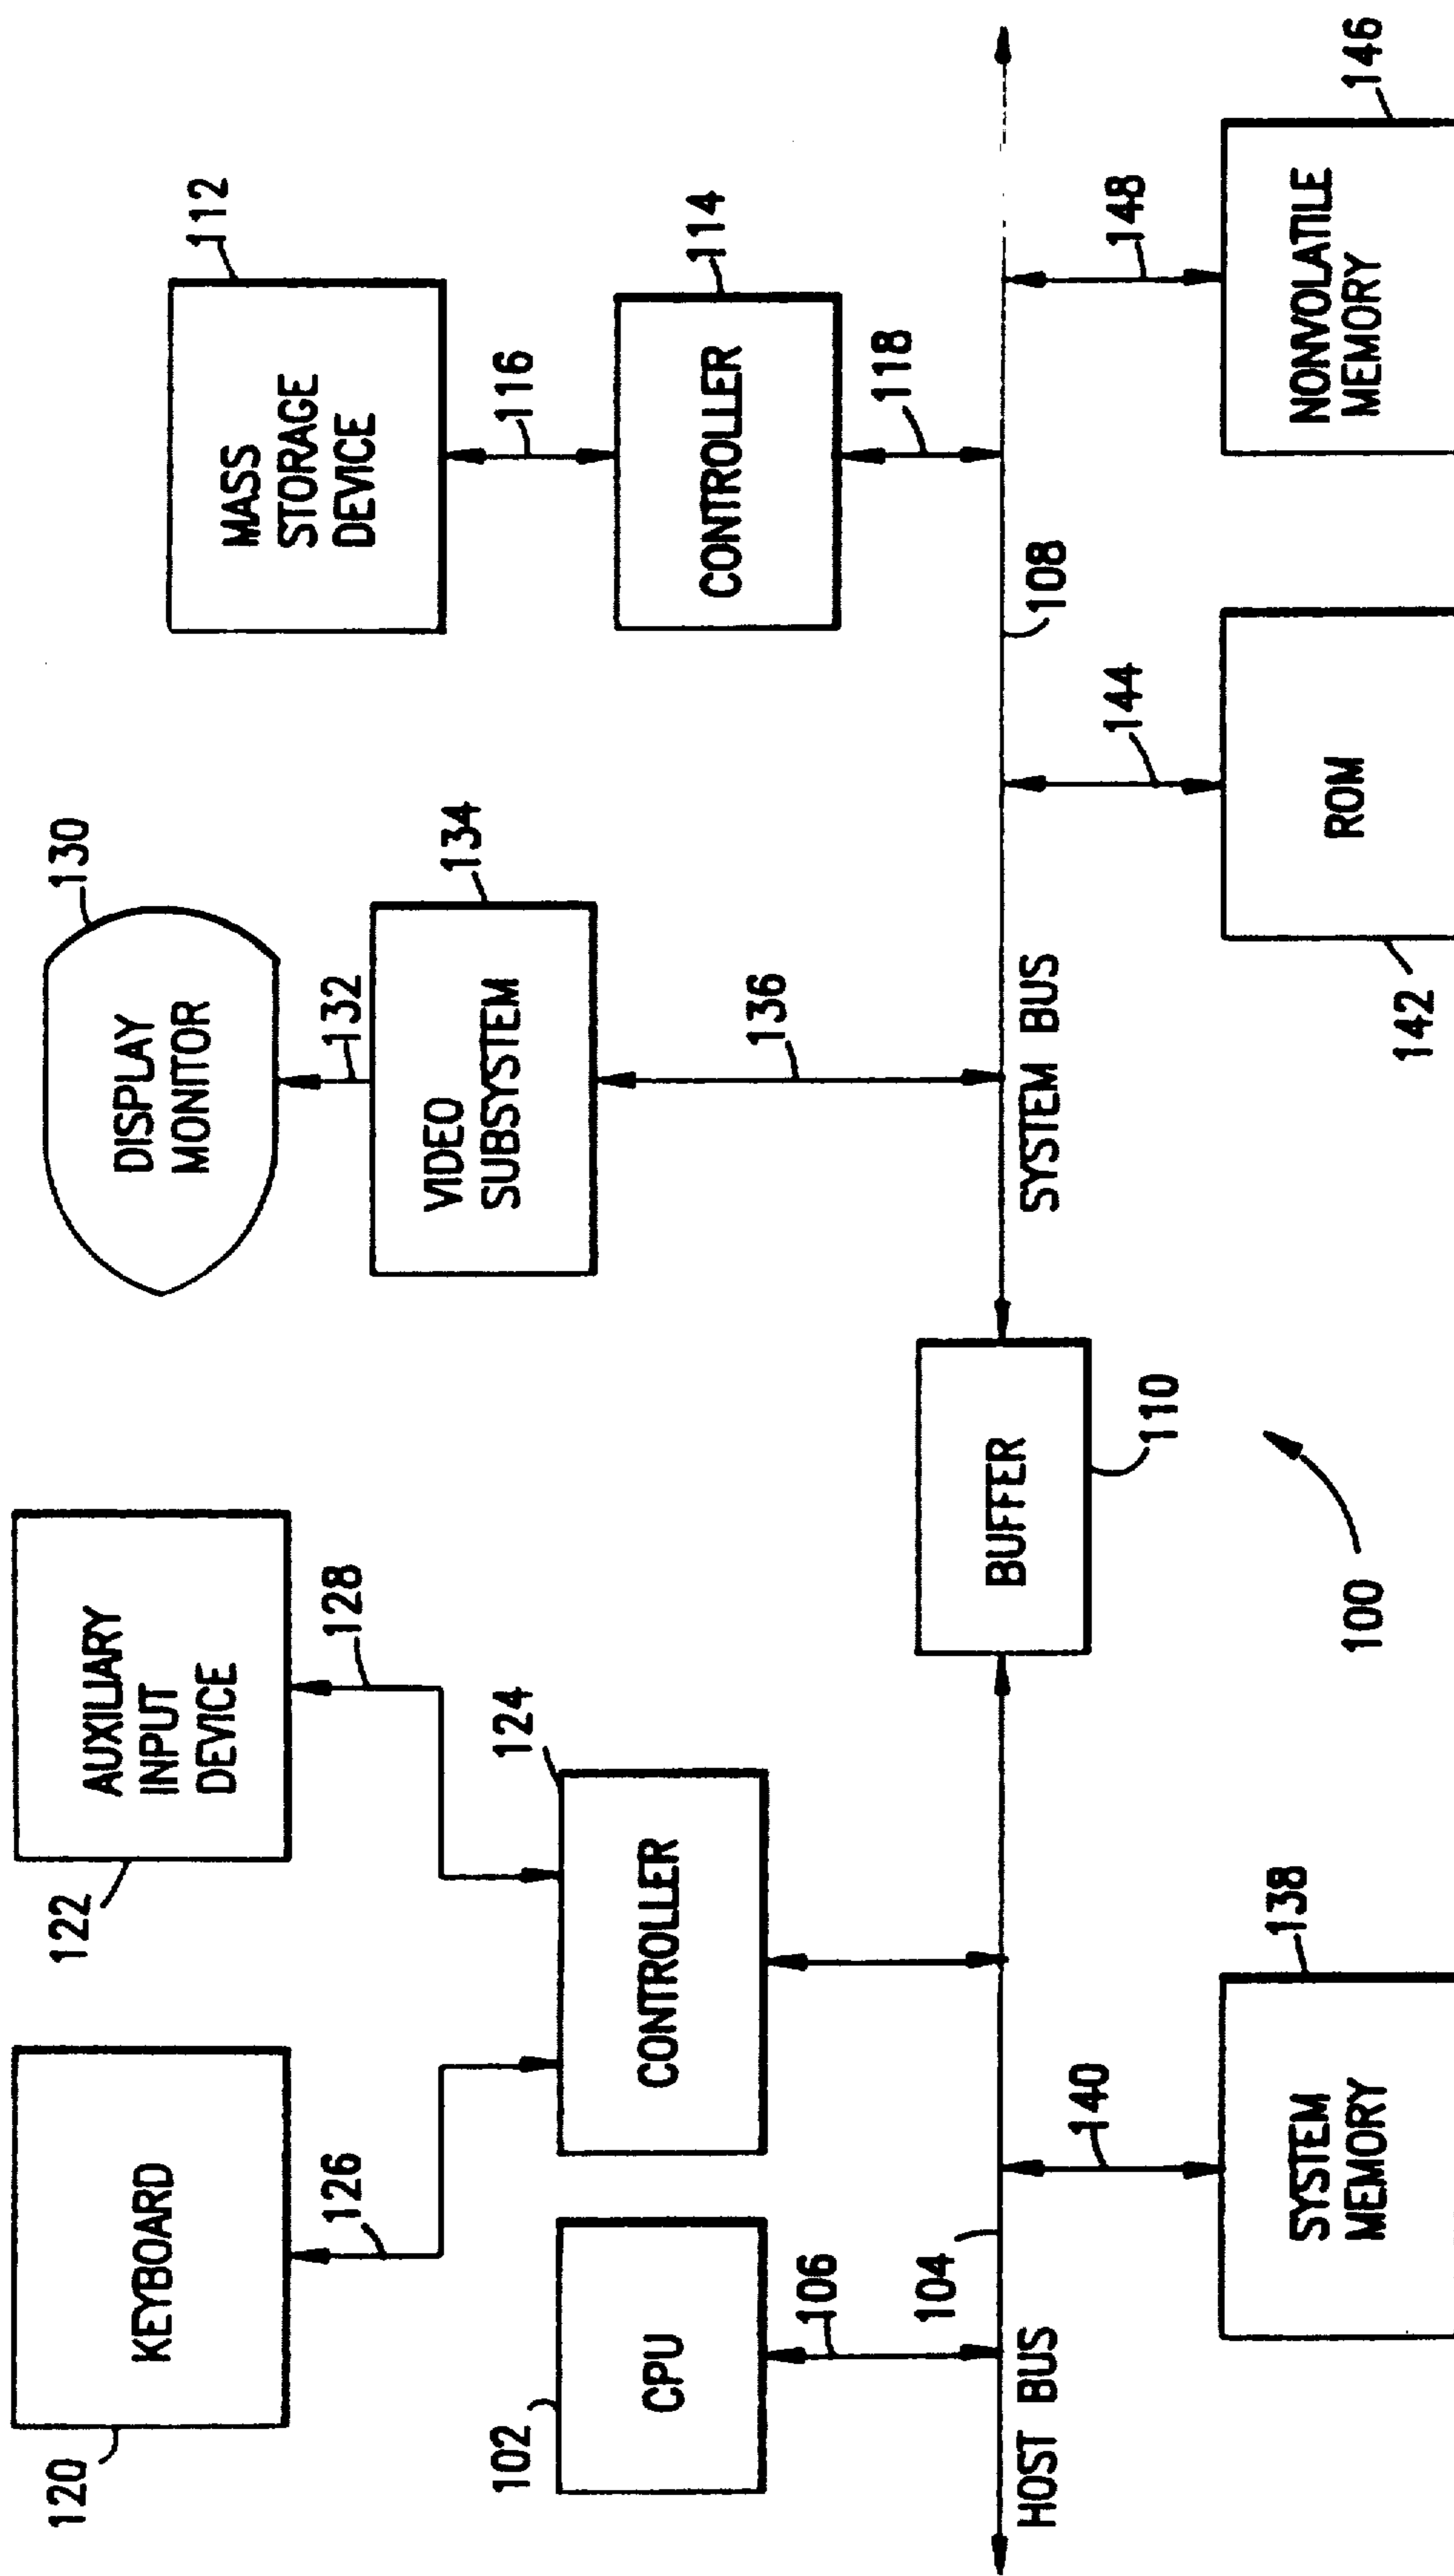 120
KEYBOARD
126
122
AUXILIARY
INPUT
DEVICE
128
130
DISPLAY
MONITOR
132
112
MASS
STORAGE
DEVICE
116
102
CPU
106
124
CONTROLLER
134
VIDEO
SUBSYSTEM
136
114
CONTROLLER
118
104
HOST BUS
BUFFER
110
SYSTEM BUS
108
140
138
SYSTEM
MEMORY
100
144
142
ROM
148
146
NONVOLATILE
MEMORY